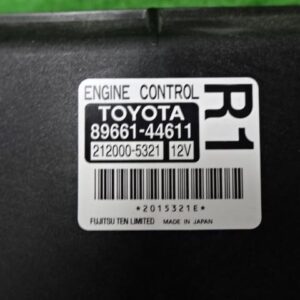 ENGINE CONTROL
R1
TOYOTA
89661-44611
212000-5321 12V
*2015321E*
FUJITSU TEN LIMITED MADE IN JAPAN